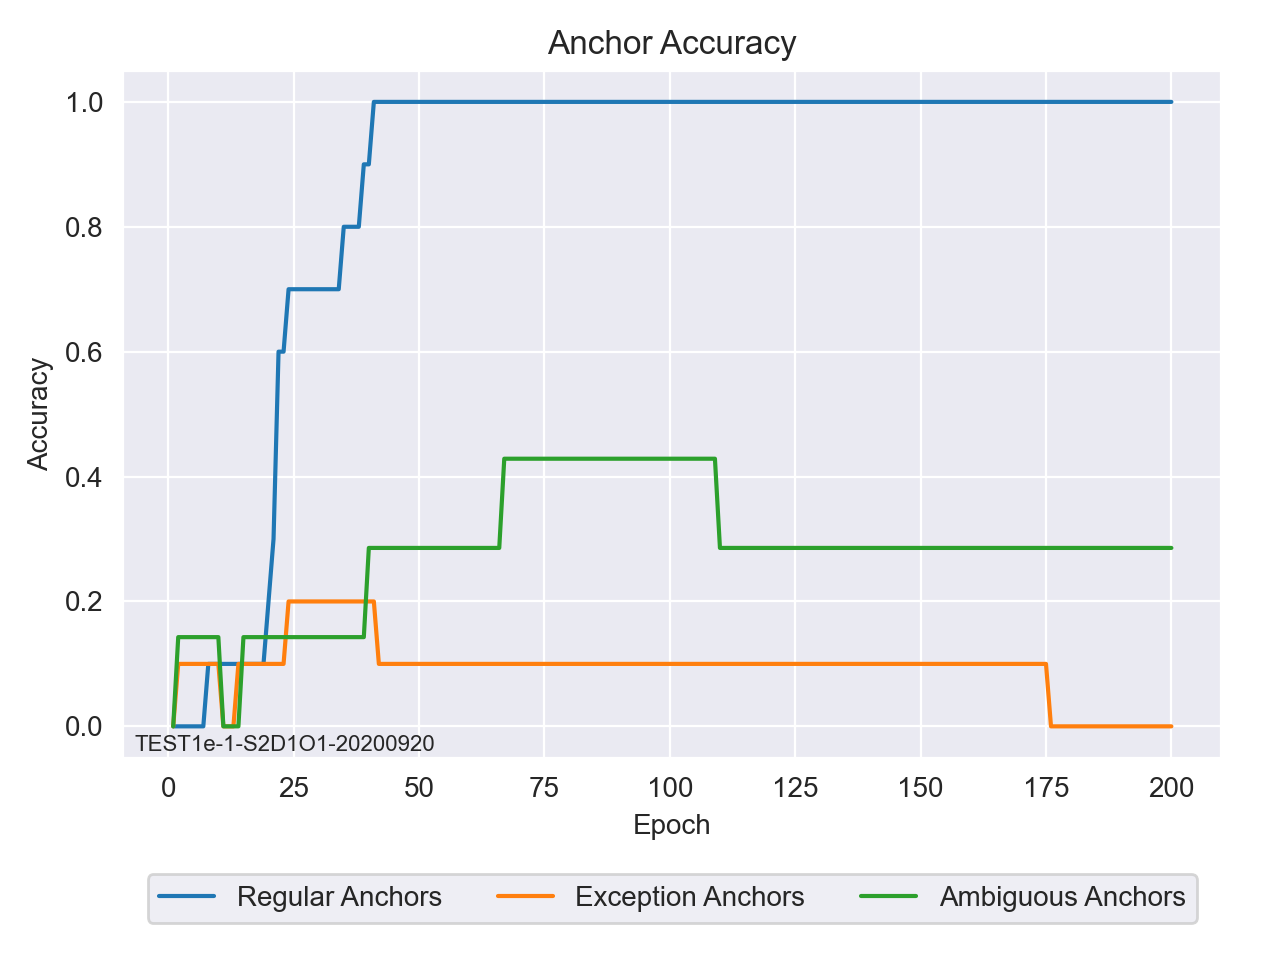 Anchor Accuracy
1.0
0.8
0.6
0.4
0.2
0.0
Accuracy
TEST1e-1-S2D1O1-20200920
0 25 50 75 100 125 150 175 200
Epoch
Regular Anchors Exception Anchors Ambiguous Anchors